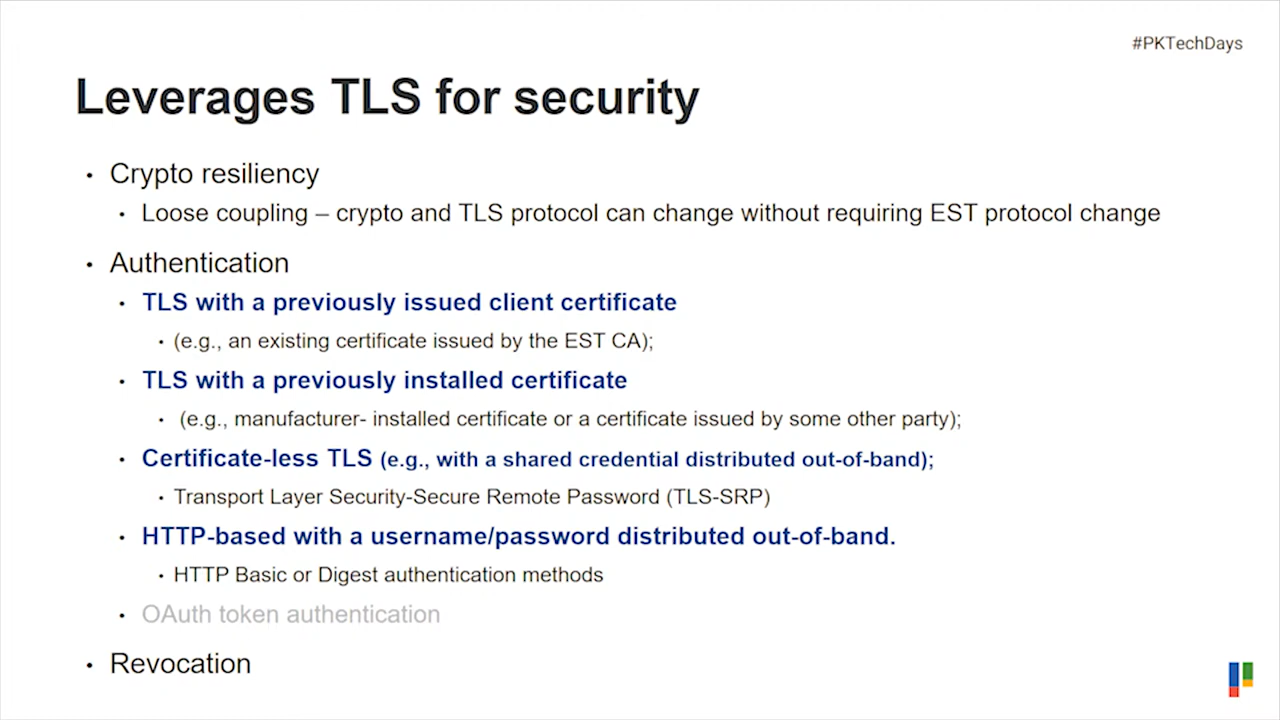 #PKTechDays
Leverages TLS for security
• Crypto resiliency
• Loose coupling – crypto and TLS protocol can change without requiring EST protocol change
• Authentication
• TLS with a previously issued client certificate
• (e.g., an existing certificate issued by the EST CA);
• TLS with a previously installed certificate
• (e.g., manufacturer- installed certificate or a certificate issued by some other party);
• Certificate-less TLS (e.g., with a shared credential distributed out-of-band);
• Transport Layer Security-Secure Remote Password (TLS-SRP)
• HTTP-based with a username/password distributed out-of-band.
• HTTP Basic or Digest authentication methods
• OAuth token authentication
• Revocation